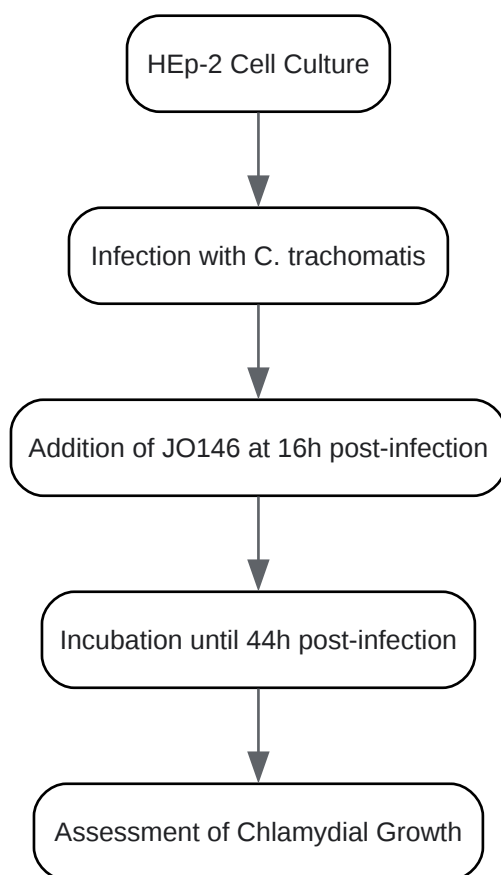 HEp-2 Cell Culture
Infection with C. trachomatis
Addition of JO146 at 16h post-infection
Incubation until 44h post-infection
Assessment of Chlamydial Growth